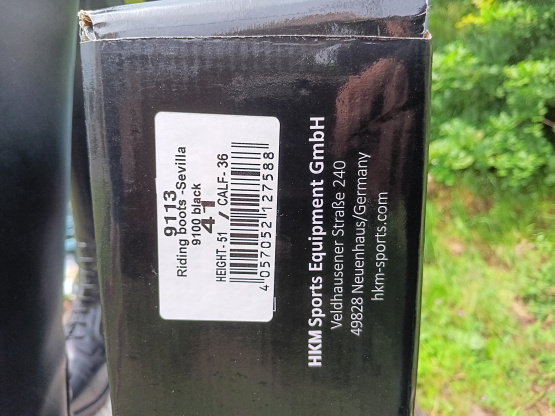 9113
Riding boots -Sevilla
9100 black
41
HEIGHT- 51 / CALF- 36
4 057052 127588
HKM Sports Equipment GmbH
Veldhausener Straße 240
49828 Neuenhaus/Germany
hkm-sports.com